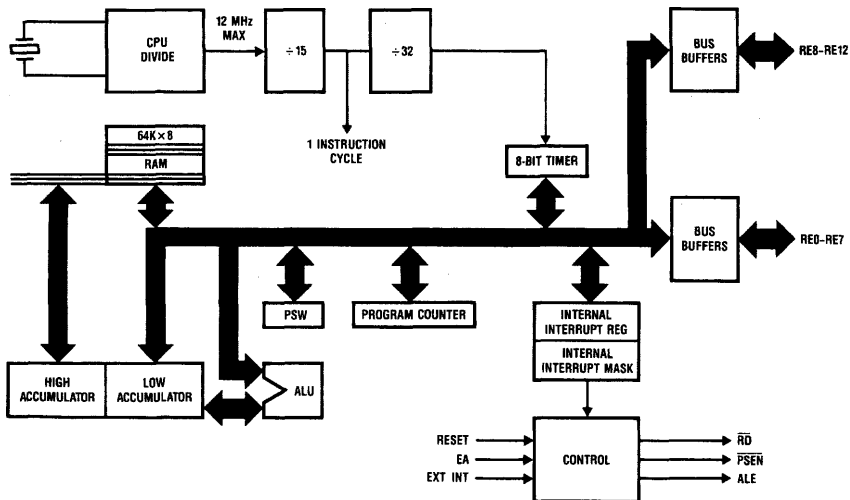 CPU
DIVIDE
12 MHz
MAX
÷15
÷32
BUS
BUFFERS
RE8-RE12
1 INSTRUCTION
CYCLE
64K×8
RAM
8-BIT TIMER
BUS
BUFFERS
RE0-RE7
PSW
PROGRAM COUNTER
INTERNAL
INTERRUPT REG
INTERNAL
INTERRUPT MASK
HIGH
ACCUMULATOR
LOW
ACCUMULATOR
ALU
RESET
EA
EXT INT
CONTROL
R̅D̅
P̅S̅E̅N̅
ALE